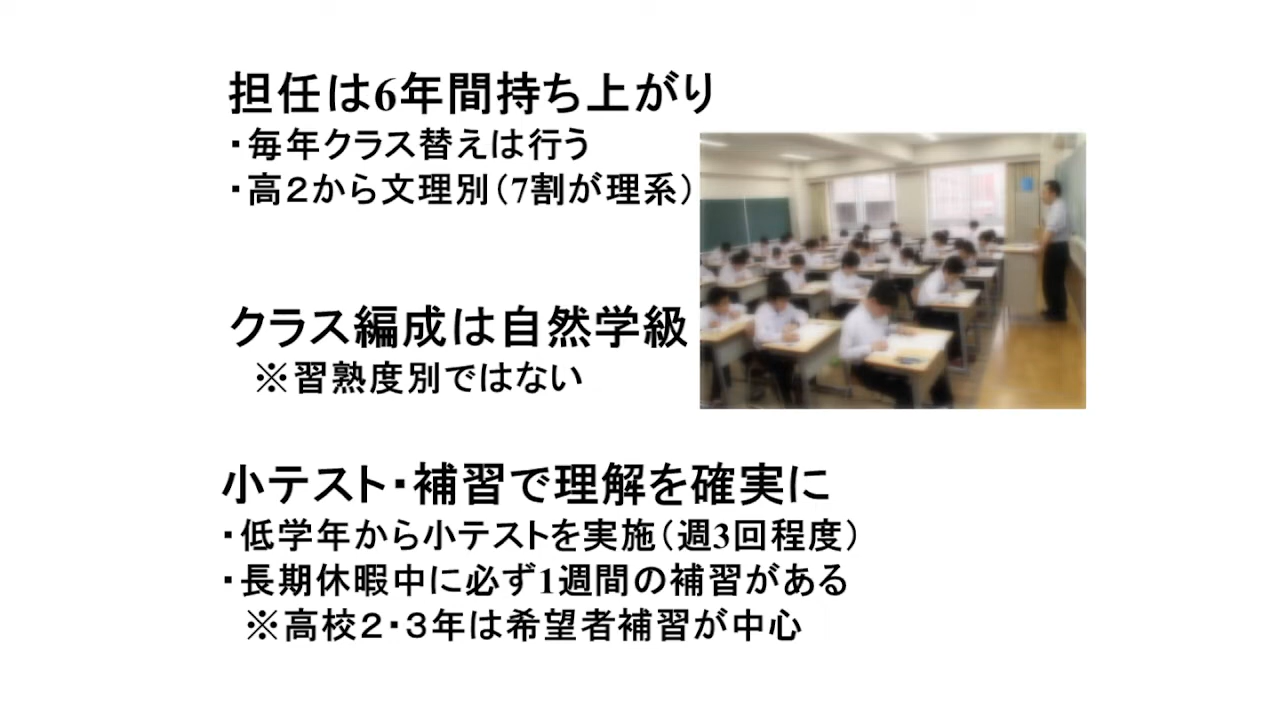 担任は6年間持ち上がり
・毎年クラス替えは行う
・高２から文理別（7割が理系）
クラス編成は自然学級
※習熟度別ではない
小テスト・補習で理解を確実に
・低学年から小テストを実施（週3回程度）
・長期休暇中に必ず1週間の補習がある
※高校２・３年は希望者補習が中心